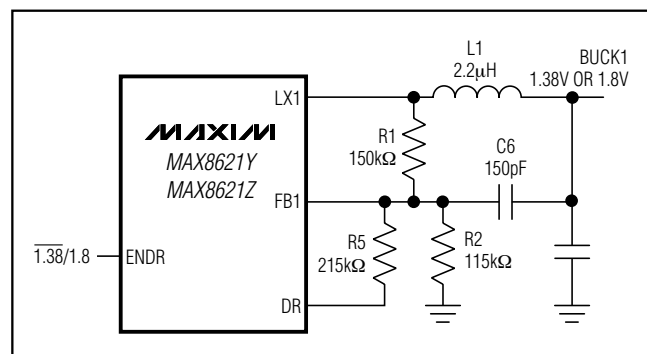 L1
2.2µH
BUCK1
1.38V OR 1.8V
LX1
MAXIM
MAX8621Y
MAX8621Z
R1
150kΩ
C6
150pF
FB1
R5
215kΩ
R2
115kΩ
1.38/1.8
ENDR
DR